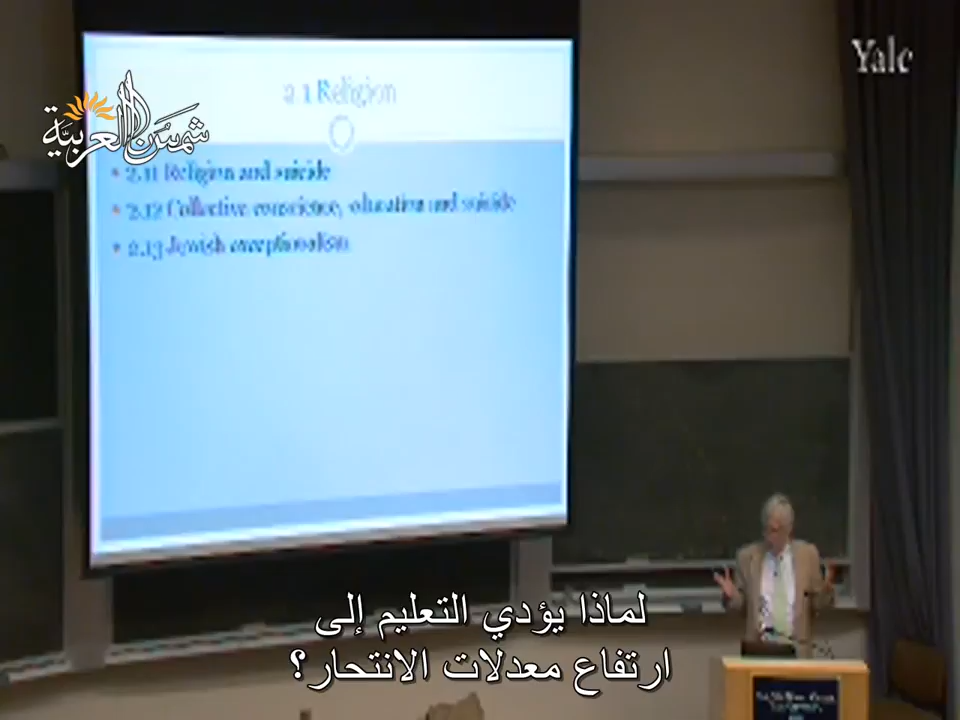 Yale
شمس العربية
2.1 Religion
• 2.11 Religion and suicide
• 2.12 Collective conscience, education and suicide
• 2.13 Jewish exceptionalism
لماذا يؤدي التعليم إلى
ارتفاع معدلات الانتحار؟